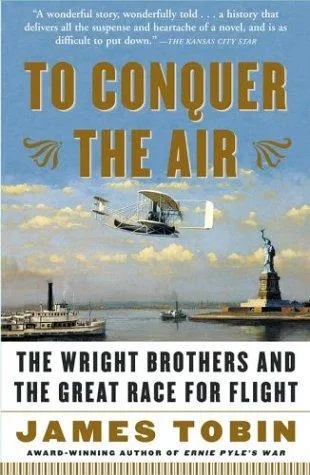 "A wonderful story, wonderfully told . . . a history that
delivers all the suspense and heartache of a novel, and is as
difficult to put down." —THE KANSAS CITY STAR
TO CONQUER
THE AIR
THE WRIGHT BROTHERS AND
THE GREAT RACE FOR FLIGHT
JAMES TOBIN
AWARD-WINNING AUTHOR OF ERNIE PYLE'S WAR